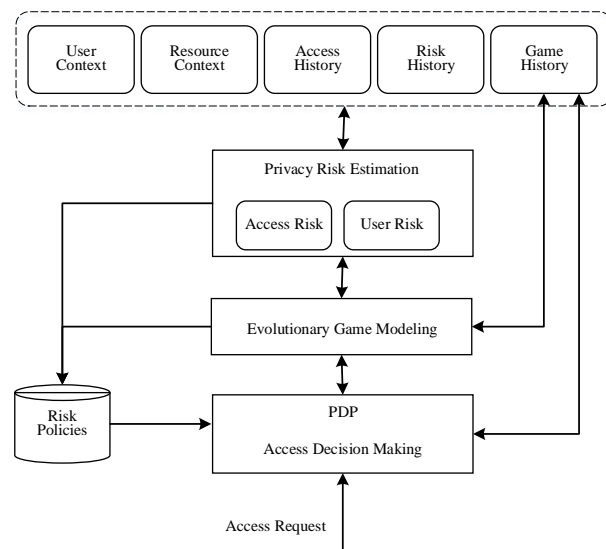 User
Context
Resource
Context
Access
History
Risk
History
Game
History
Privacy Risk Estimation
Access Risk
User Risk
Evolutionary Game Modeling
Risk
Policies
PDP
Access Decision Making
Access Request